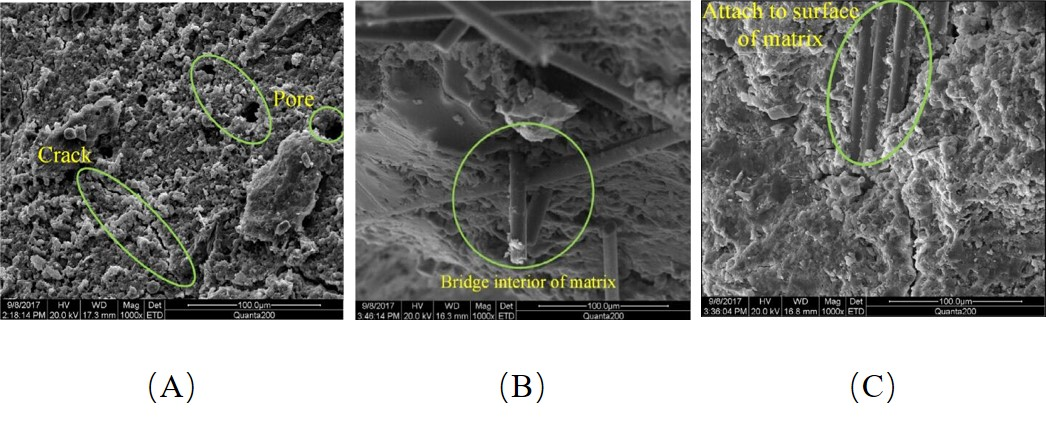 Crack
Pore
9/8/2017 HV WD Mag Det 100.0µm
2:18:14 PM 20.0 kV 17.3 mm 1000x ETD Quanta200
(A)
Bridge interior of matrix
9/8/2017 HV WD Mag Det 100.0µm
3:46:14 PM 20.0 kV 16.3 mm 1000x ETD Quanta200
(B)
Attach to surface
of matrix
9/8/2017 HV WD Mag Det 100.0µm
3:36:04 PM 20.0 kV 16.8 mm 1000x ETD Quanta200
(C)